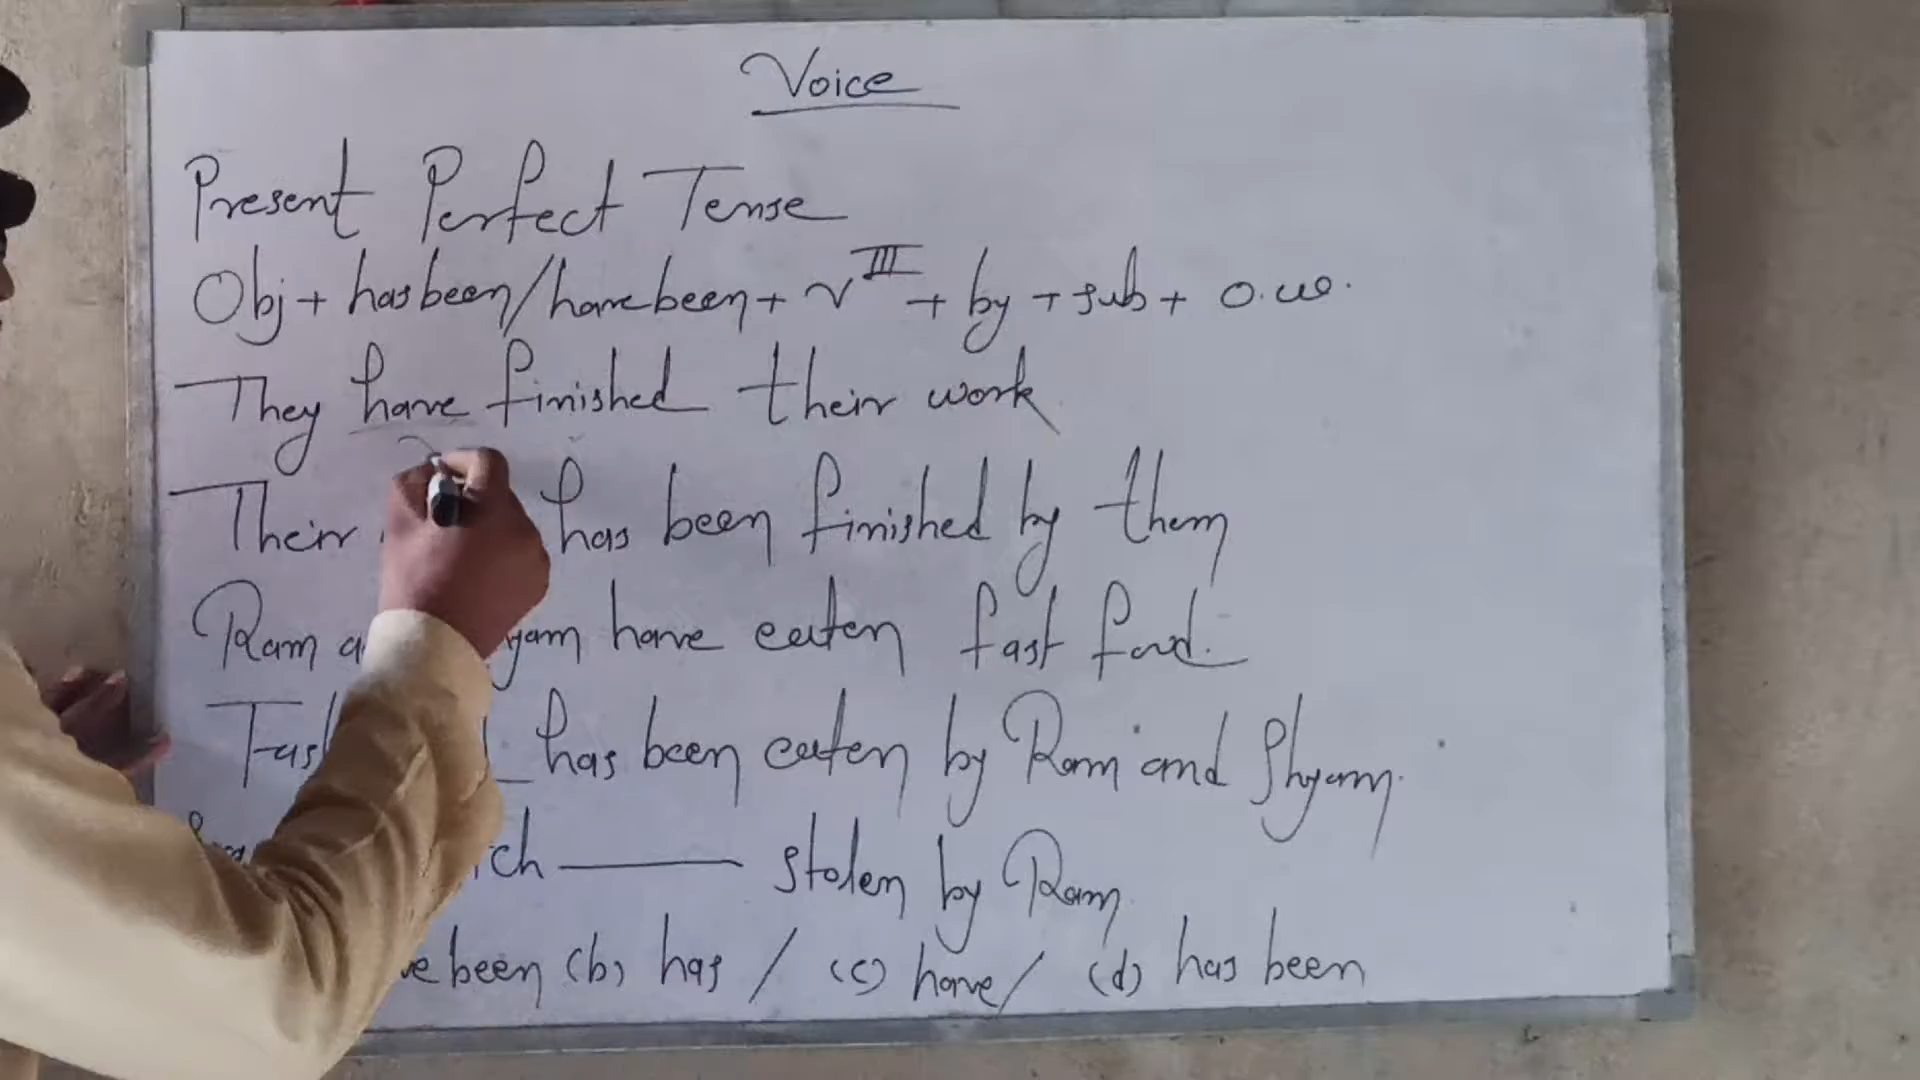 Voice
Present Perfect Tense
Obj + has been/have been + V III + by + sub + o.w.
They have finished their work
Their has been finished by them
Ram have eaten fast food.
has been eaten by Ram and Shyam.
stolen by Ram
been (b) has / (c) have / (d) has been